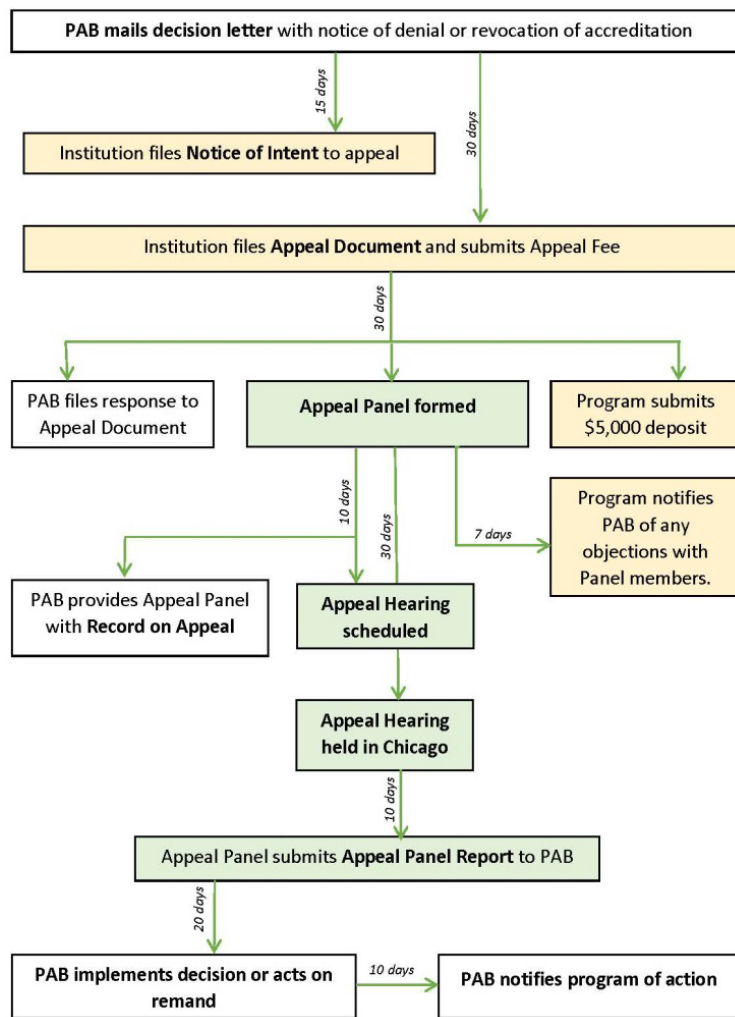 PAB mails decision letter with notice of denial or revocation of accreditation
15 days
30 days
Institution files Notice of Intent to appeal
Institution files Appeal Document and submits Appeal Fee
30 days
PAB files response to
Appeal Document
Appeal Panel formed
Program submits
$5,000 deposit
10 days
30 days
7 days
Program notifies
PAB of any
objections with
Panel members.
PAB provides Appeal Panel
with Record on Appeal
Appeal Hearing
scheduled
Appeal Hearing
held in Chicago
10 days
Appeal Panel submits Appeal Panel Report to PAB
20 days
PAB implements decision or acts on
remand
10 days
PAB notifies program of action